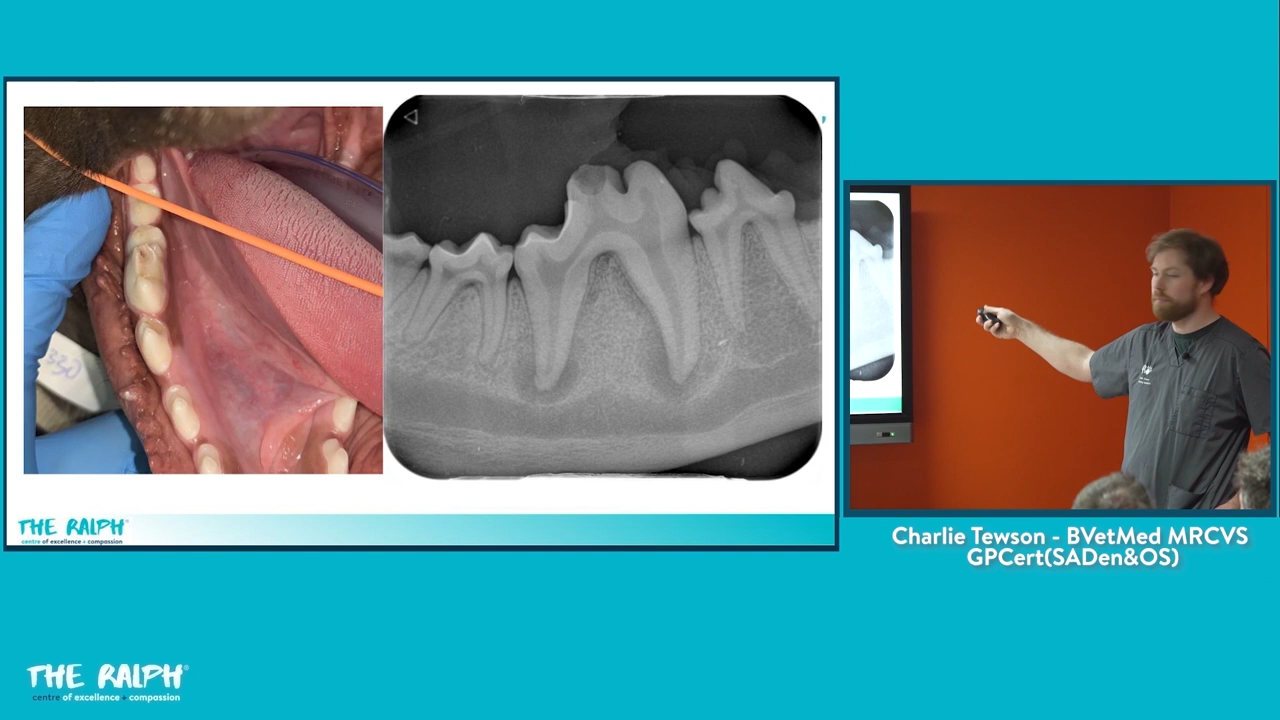 330
THE RALPH®
centre of excellence + compassion
Charlie Tewson - BVetMed MRCVS
GPCert(SADen&OS)
THE RALPH®
centre of excellence + compassion